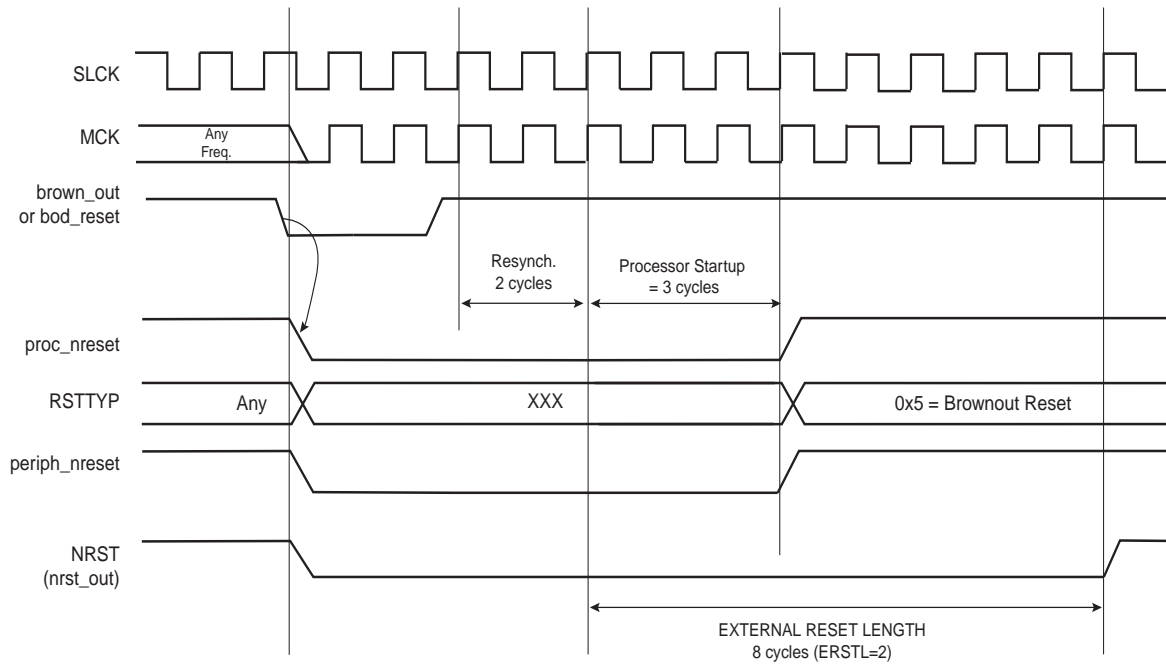 SLCK
MCK
Any
Freq.
brown_out
or bod_reset
Resynch.
2 cycles
Processor Startup
= 3 cycles
proc_nreset
RSTTYP
Any
XXX
0x5 = Brownout Reset
periph_nreset
NRST
(nrst_out)
EXTERNAL RESET LENGTH
8 cycles (ERSTL=2)